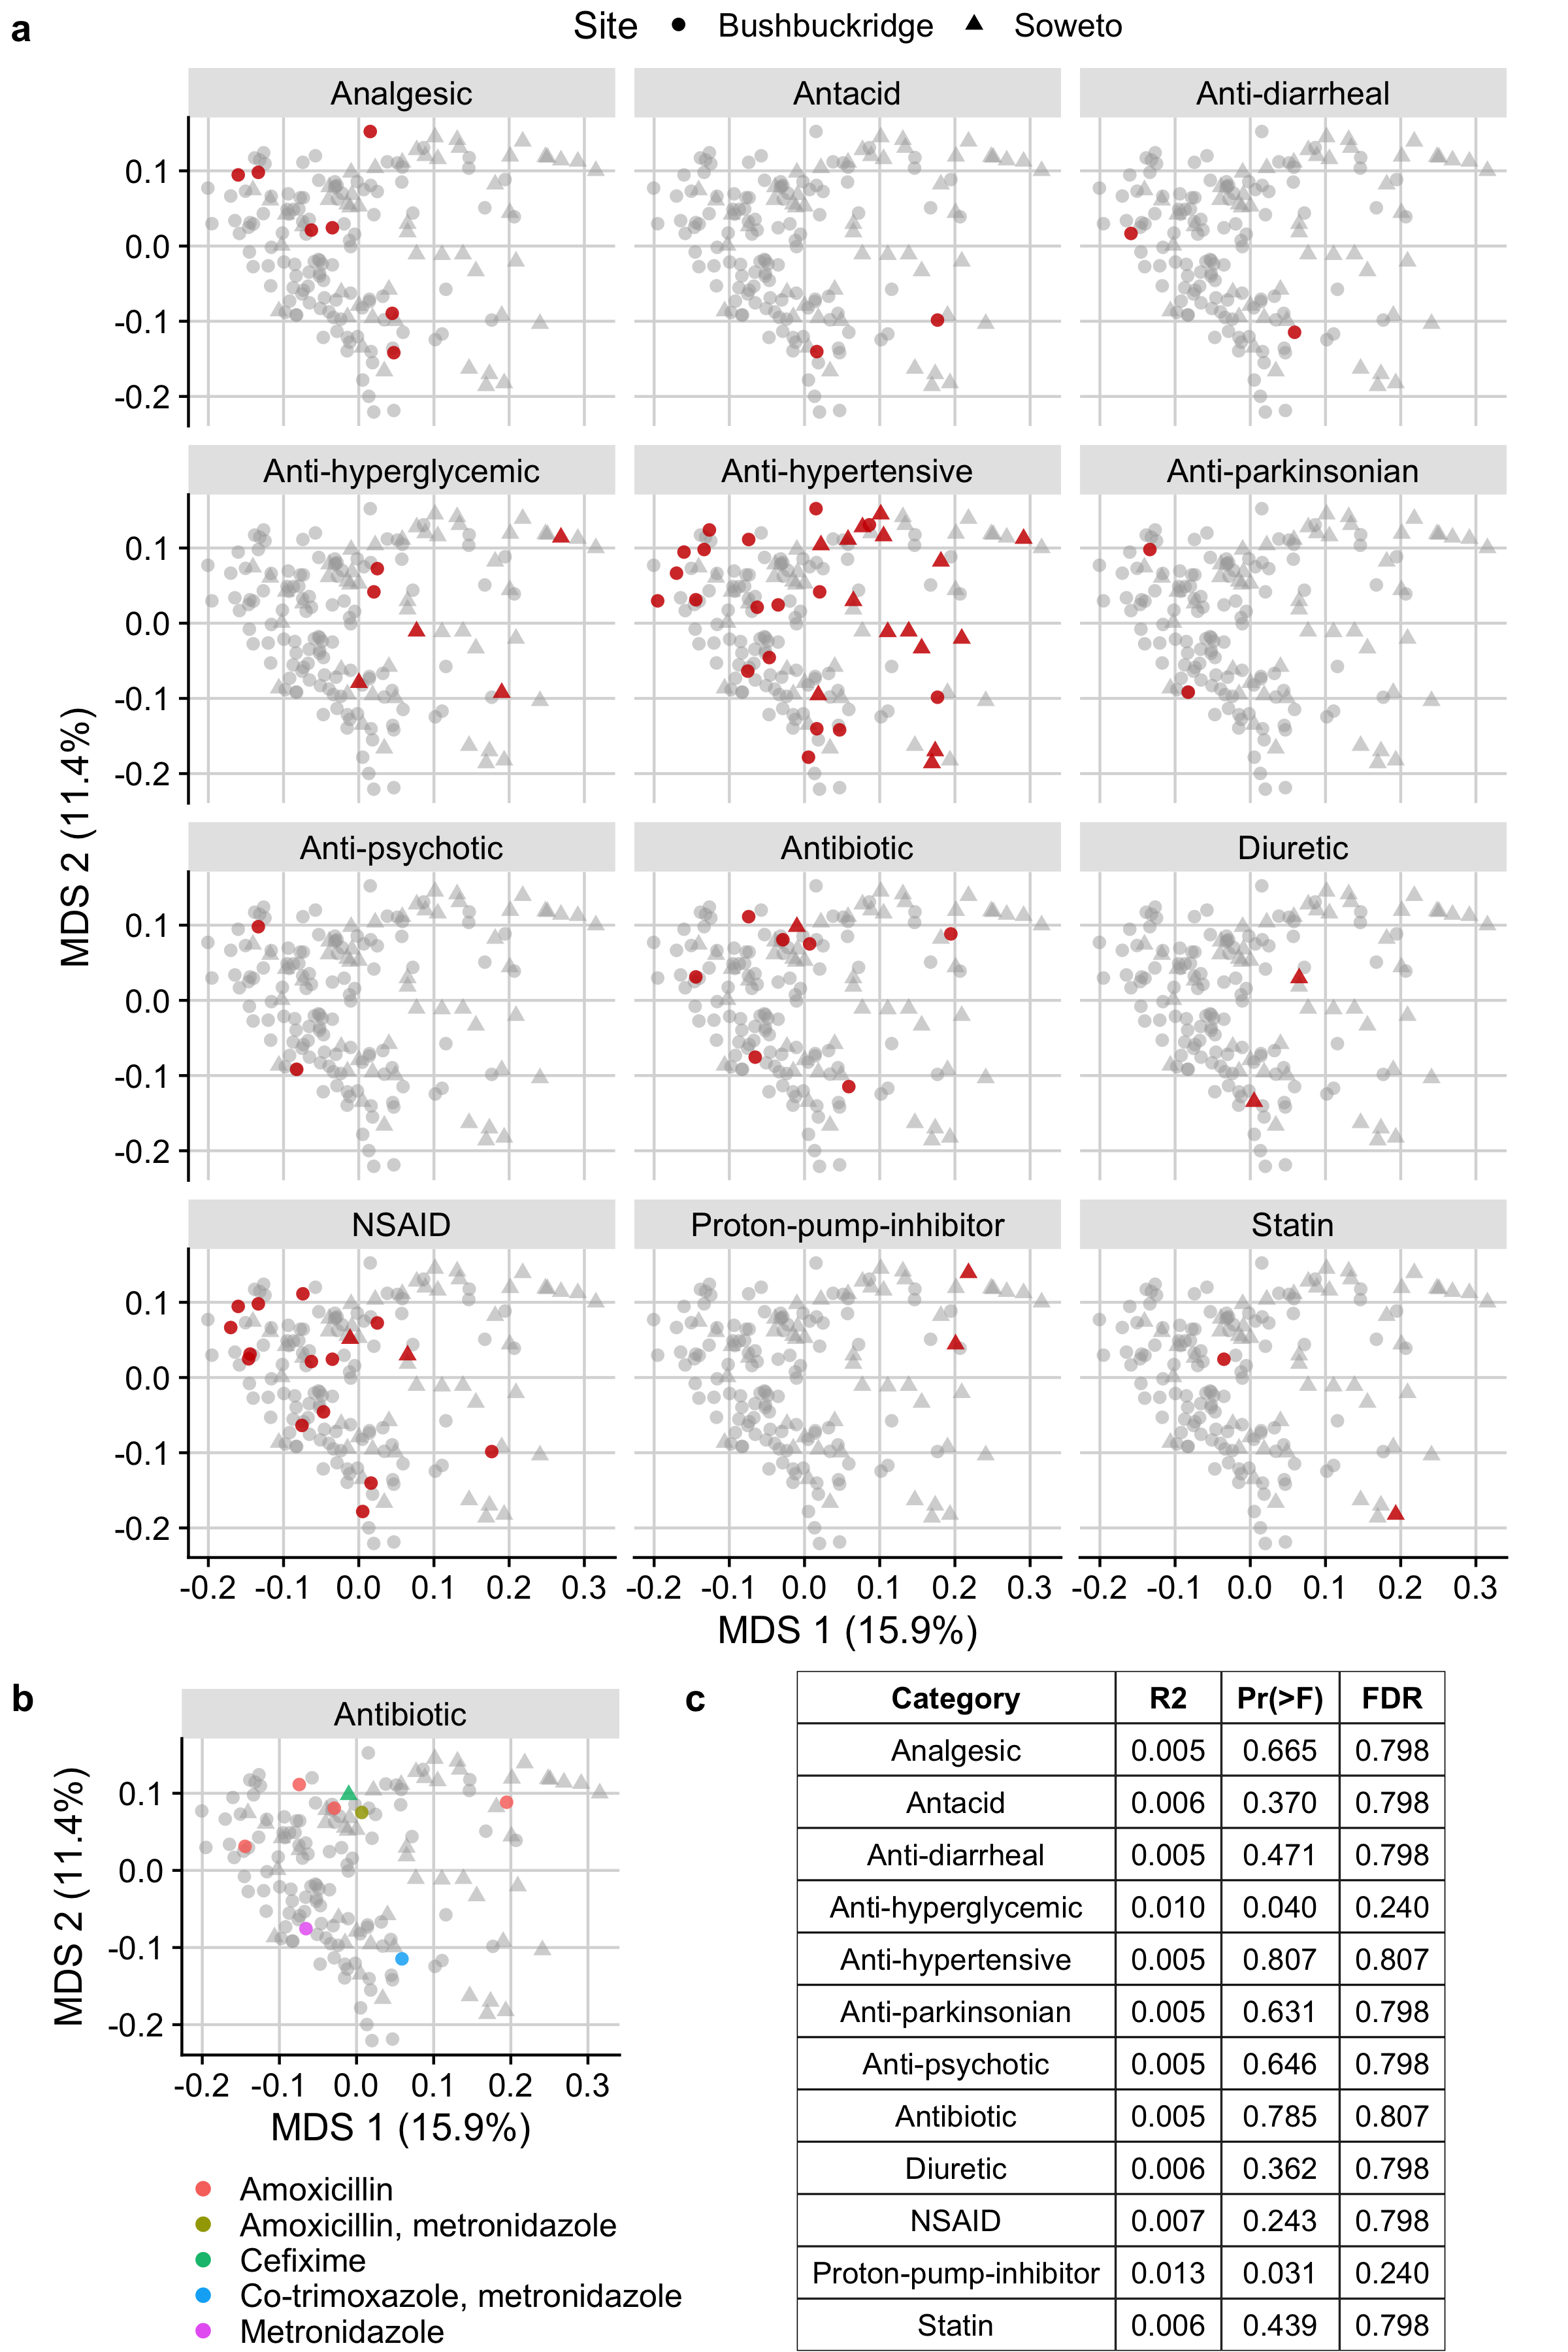 a
Site Bushbuckridge Soweto
Analgesic Antacid Anti-diarrheal
0.1
0.0
-0.1
-0.2
Anti-hyperglycemic Anti-hypertensive Anti-parkinsonian
0.1
0.0
-0.1
-0.2
Anti-psychotic Antibiotic Diuretic
0.1
0.0
-0.1
-0.2
NSAID Proton-pump-inhibitor Statin
0.1
0.0
-0.1
-0.2
MDS 2 (11.4%)
-0.2 -0.1 0.0 0.1 0.2 0.3 -0.2 -0.1 0.0 0.1 0.2 0.3 -0.2 -0.1 0.0 0.1 0.2 0.3
MDS 1 (15.9%)
b
Antibiotic
0.1
0.0
-0.1
-0.2
MDS 2 (11.4%)
-0.2 -0.1 0.0 0.1 0.2 0.3
MDS 1 (15.9%)
Amoxicillin
Amoxicillin, metronidazole
Cefixime
Co-trimoxazole, metronidazole
Metronidazole
c
Category R2 Pr(>F) FDR
Analgesic 0.005 0.665 0.798
Antacid 0.006 0.370 0.798
Anti-diarrheal 0.005 0.471 0.798
Anti-hyperglycemic 0.010 0.040 0.240
Anti-hypertensive 0.005 0.807 0.807
Anti-parkinsonian 0.005 0.631 0.798
Anti-psychotic 0.005 0.646 0.798
Antibiotic 0.005 0.785 0.807
Diuretic 0.006 0.362 0.798
NSAID 0.007 0.243 0.798
Proton-pump-inhibitor 0.013 0.031 0.240
Statin 0.006 0.439 0.798